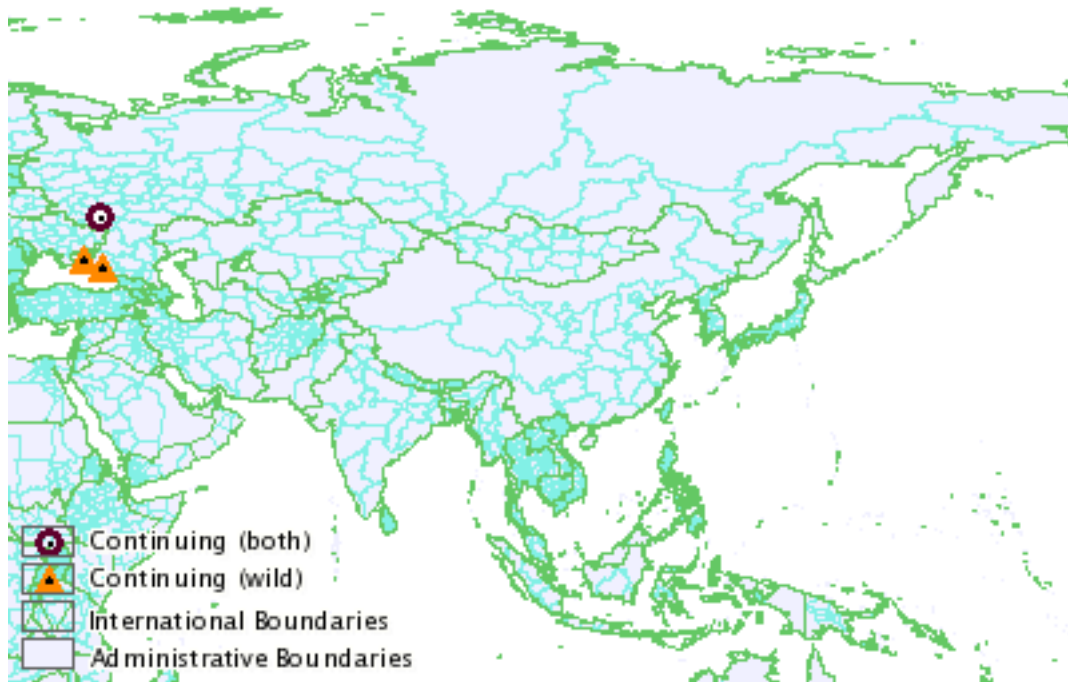 Continuing (both)
Continuing (wild)
International Boundaries
Administrative Boundaries